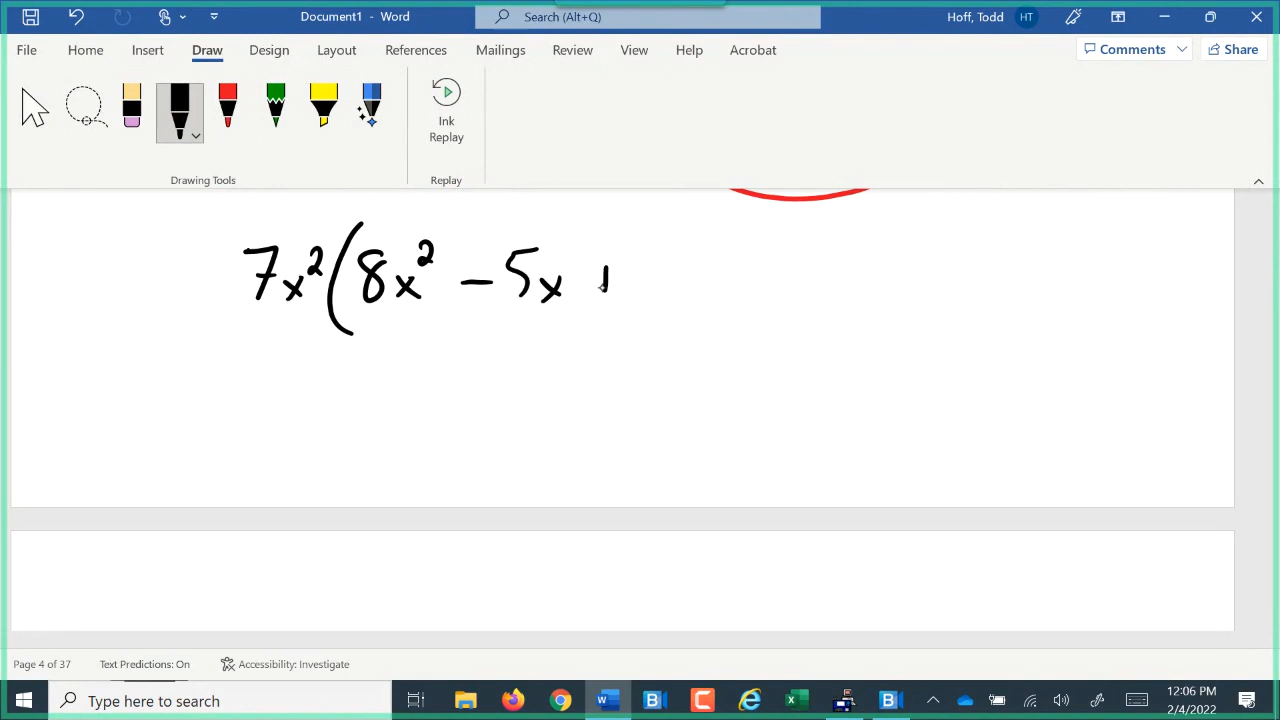 Document1 - Word
Search (Alt+Q)
Hoff, Todd
HT
File Home Insert Draw Design Layout References Mailings Review View Help Acrobat
Comments
Share
Ink Replay
Drawing Tools
Replay
7x²(8x² - 5x
Page 4 of 37
Text Predictions: On
Accessibility: Investigate
Type here to search
12:06 PM
2/4/2022